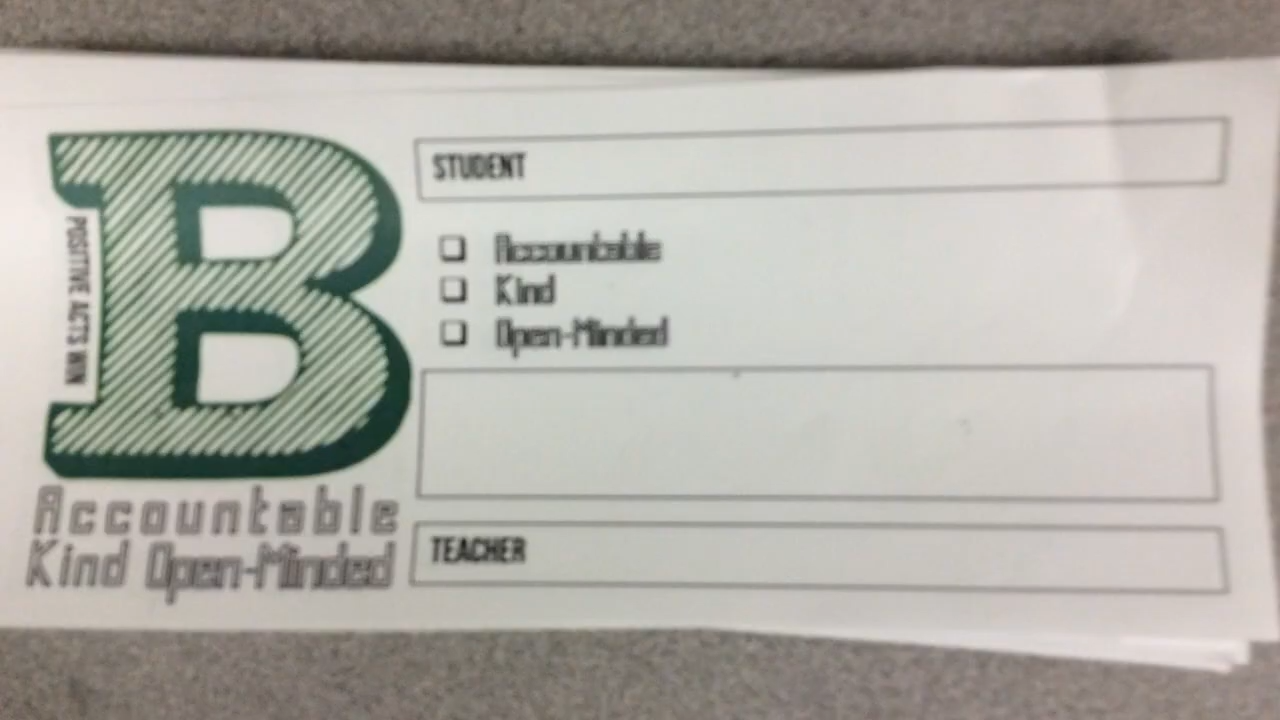 B
POSITIVE ACTS WIN
Accountable
Kind Open-Minded
STUDENT
❑ Accountable
❑ Kind
❑ Open-Minded
TEACHER